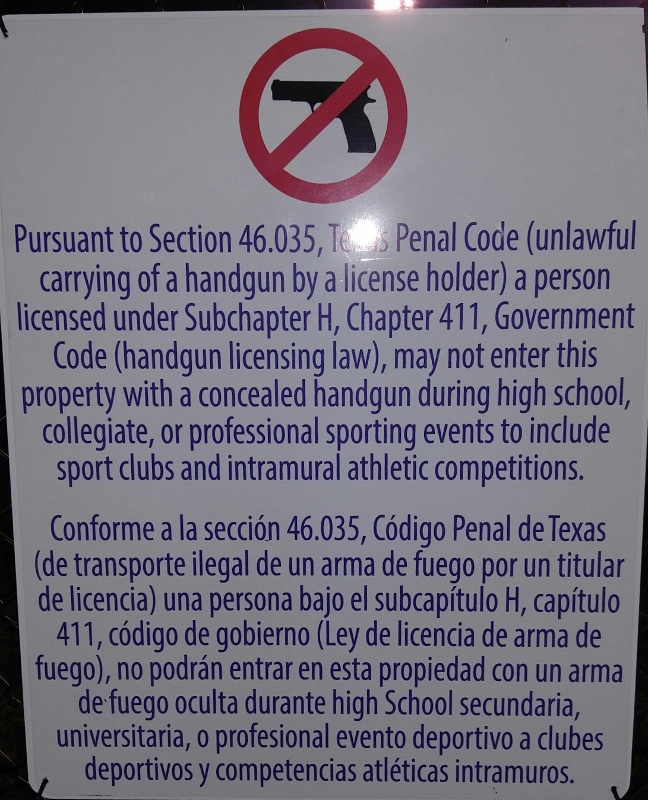 Pursuant to Section 46.035, Texas Penal Code (unlawful
carrying of a handgun by a license holder) a person
licensed under Subchapter H, Chapter 411, Government
Code (handgun licensing law), may not enter this
property with a concealed handgun during high school,
collegiate, or professional sporting events to include
sport clubs and intramural athletic competitions.
Conforme a la sección 46.035, Código Penal de Texas
(de transporte ilegal de un arma de fuego por un titular
de licencia) una persona bajo el subcapítulo H, capítulo
411, código de gobierno (Ley de licencia de arma de
fuego), no podrán entrar en esta propiedad con un arma
de fuego oculta durante high School secundaria,
universitaria, o profesional evento deportivo a clubes
deportivos y competencias atléticas intramuros.